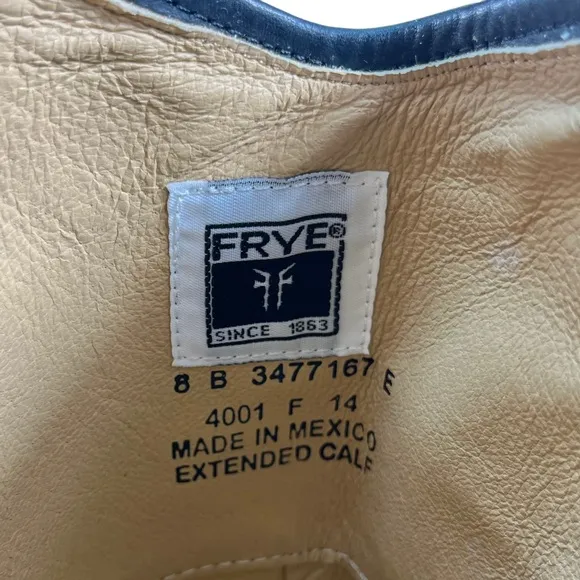 FRYE®
SINCE 1863
8 B 3477167 E
4001 F 14
MADE IN MEXICO
EXTENDED CALF